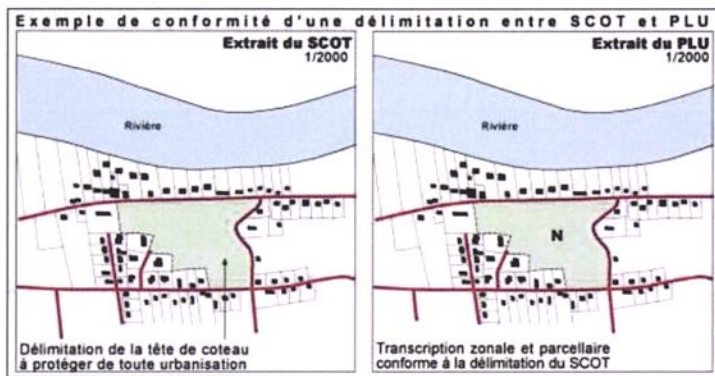 Exemple de conformité d'une délimitation entre SCOT et PLU
Extrait du SCOT
1/2000
Rivière
Délimitation de la tête de coteau
à protéger de toute urbanisation
Extrait du PLU
1/2000
Rivière
N
Transcription zonale et parcellaire
conforme à la délimitation du SCOT